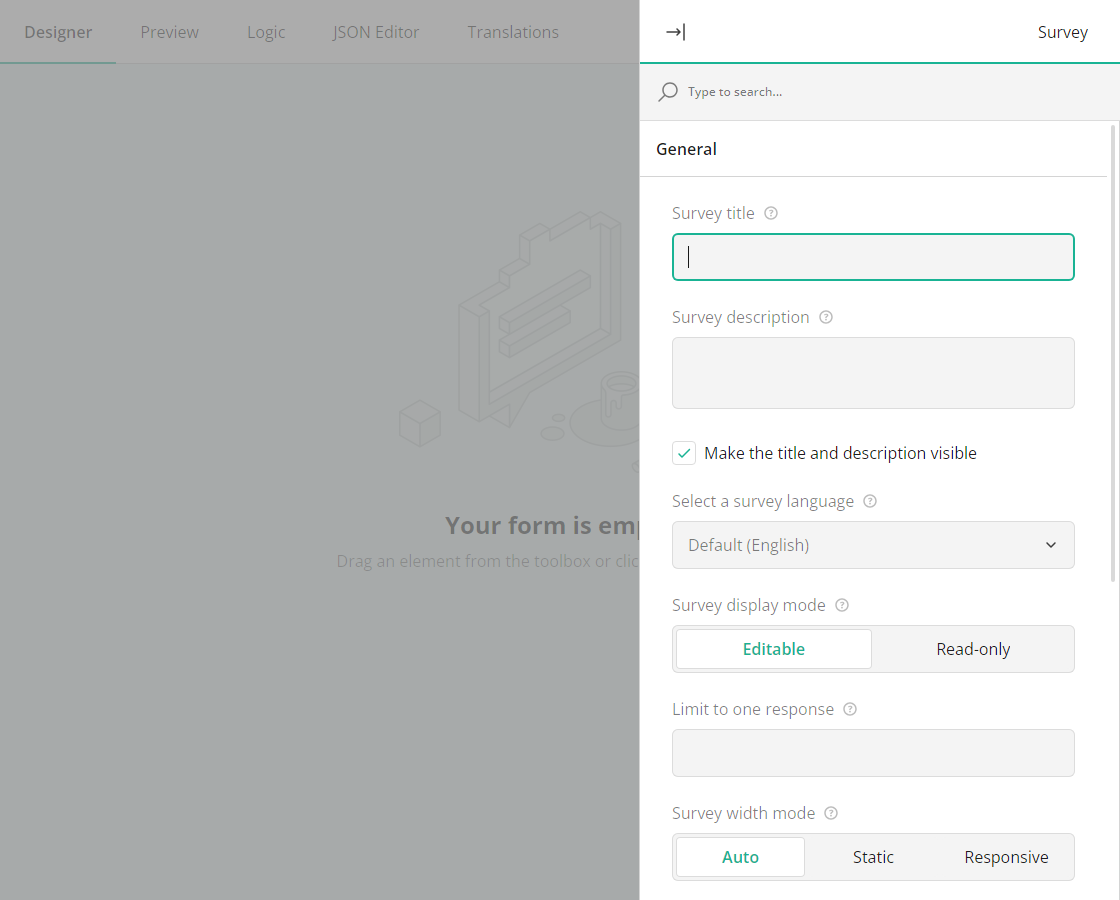 Designer Preview Logic JSON Editor Translations
Survey
Type to search...
General
Survey title
Survey description
Make the title and description visible
Select a survey language
Default (English)
Survey display mode
Editable Read-only
Limit to one response
Survey width mode
Auto Static Responsive
Your form is
Drag an element from the toolbox or